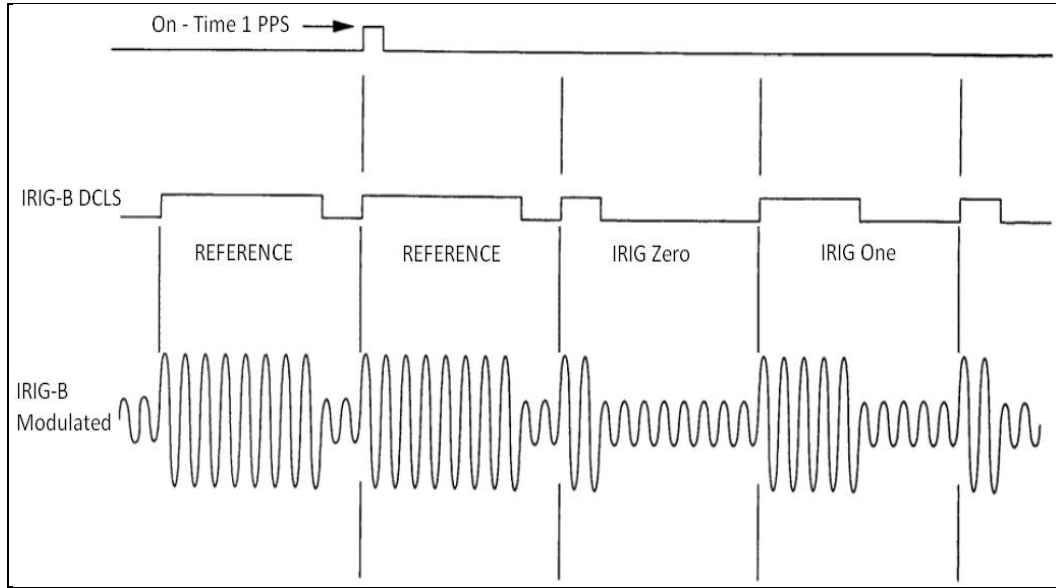 On - Time 1 PPS
IRIG-B DCLS
REFERENCE
REFERENCE
IRIG Zero
IRIG One
IRIG-B
Modulated